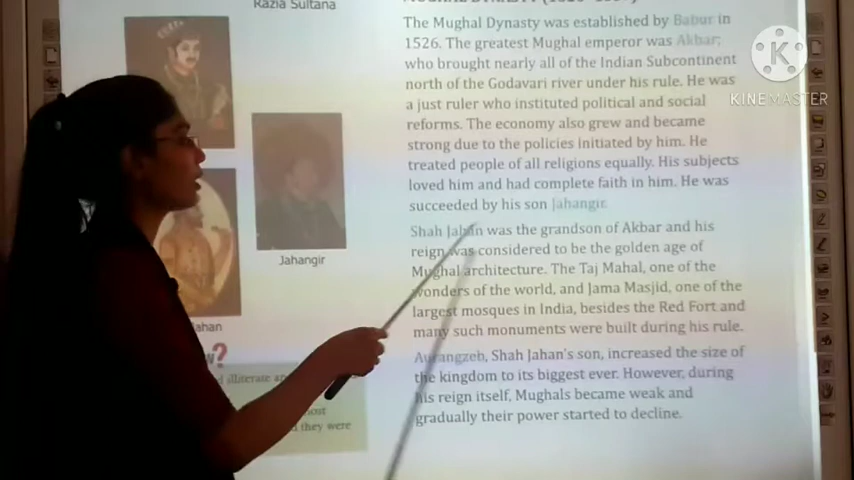 Razia Sultana
The Mughal Dynasty was established by Babur in
1526. The greatest Mughal emperor was Akbar,
who brought nearly all of the Indian Subcontinent
north of the Godavari river under his rule. He was
a just ruler who instituted political and social
reforms. The economy also grew and became
strong due to the policies initiated by him. He
treated people of all religions equally. His subjects
loved him and had complete faith in him. He was
succeeded by his son Jahangir.
Shah Jahan was the grandson of Akbar and his
reign was considered to be the golden age of
Mughal architecture. The Taj Mahal, one of the
wonders of the world, and Jama Masjid, one of the
largest mosques in India, besides the Red Fort and
many such monuments were built during his rule.
Aurangzeb, Shah Jahan's son, increased the size of
the kingdom to its biggest ever. However, during
his reign itself, Mughals became weak and
gradually their power started to decline.
Jahangir
ahan
?
illiterate
they were
K
KINEMASTER